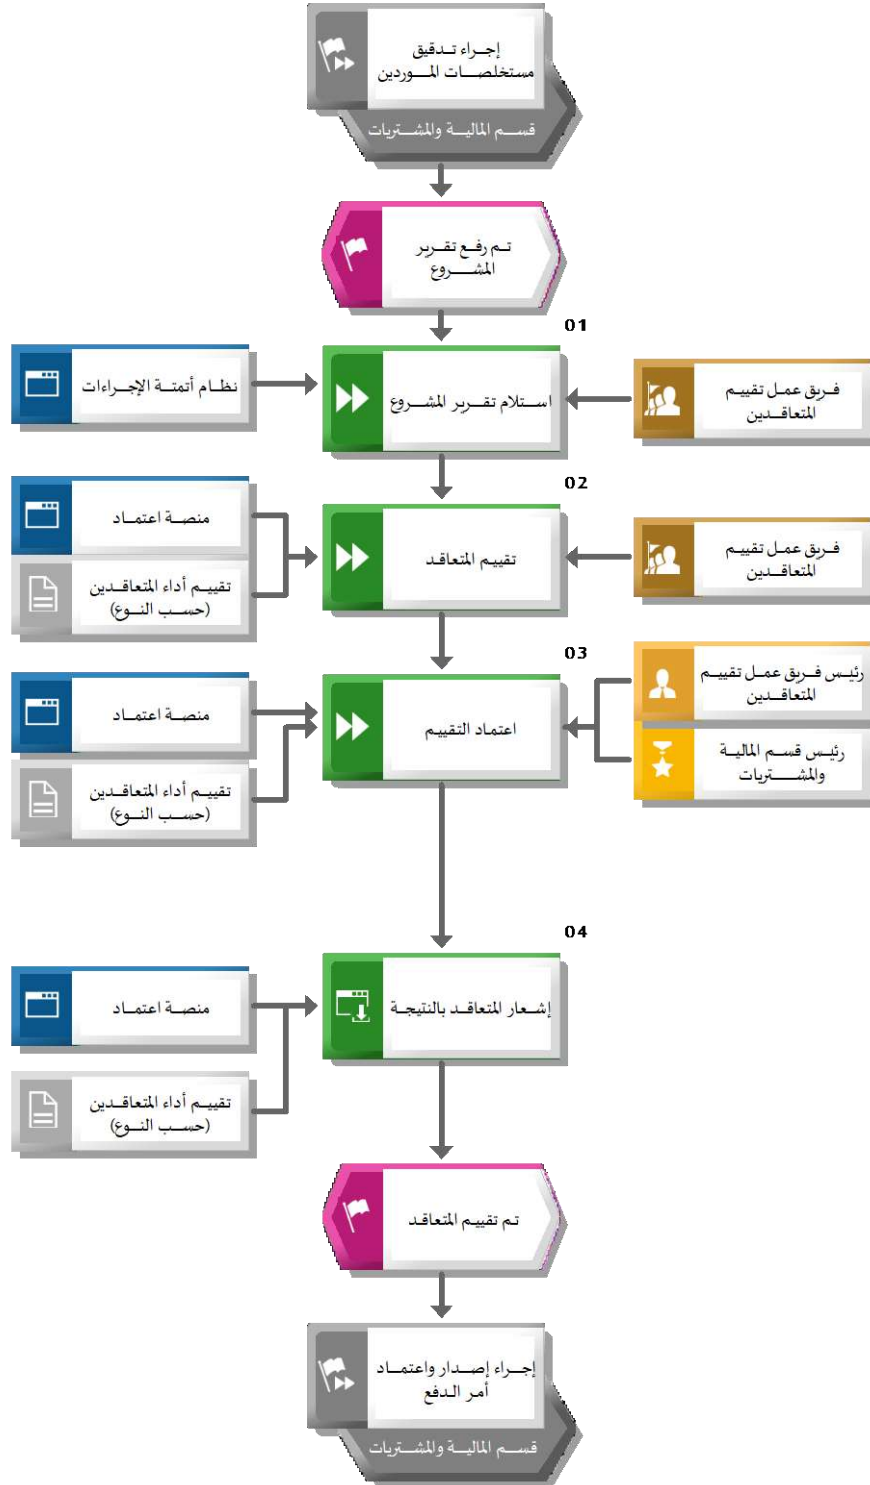 إجراء تدقيق
مستخلصات الموردين
قسم المالية والمشتريات
تم رفع تقرير
المشروع
01
فريق عمل تقييم
المتعاقدين
استلام تقرير المشروع
نظام أتمتة الإجراءات
02
فريق عمل تقييم
المتعاقدين
تقييم المتعاقد
منصة اعتماد
تقييم أداء المتعاقدين
(حسب النوع)
03
رئيس فريق عمل تقييم
المتعاقدين
رئيس قسم المالية
والمشتريات
اعتماد التقييم
منصة اعتماد
تقييم أداء المتعاقدين
(حسب النوع)
04
إشعار المتعاقد بالنتيجة
منصة اعتماد
تقييم أداء المتعاقدين
(حسب النوع)
تم تقييم المتعاقد
إجراء إصدار واعتماد
أمر الدفع
قسم المالية والمشتريات